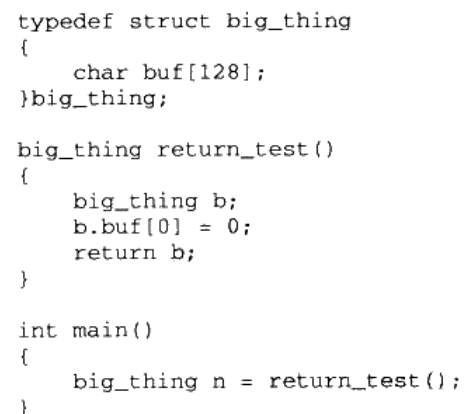 typedef struct big_thing
{
    char buf[128];
}big_thing;

big_thing return_test()
{
    big_thing b;
    b.buf[0] = 0;
    return b;
}

int main()
{
    big_thing n = return_test();
}